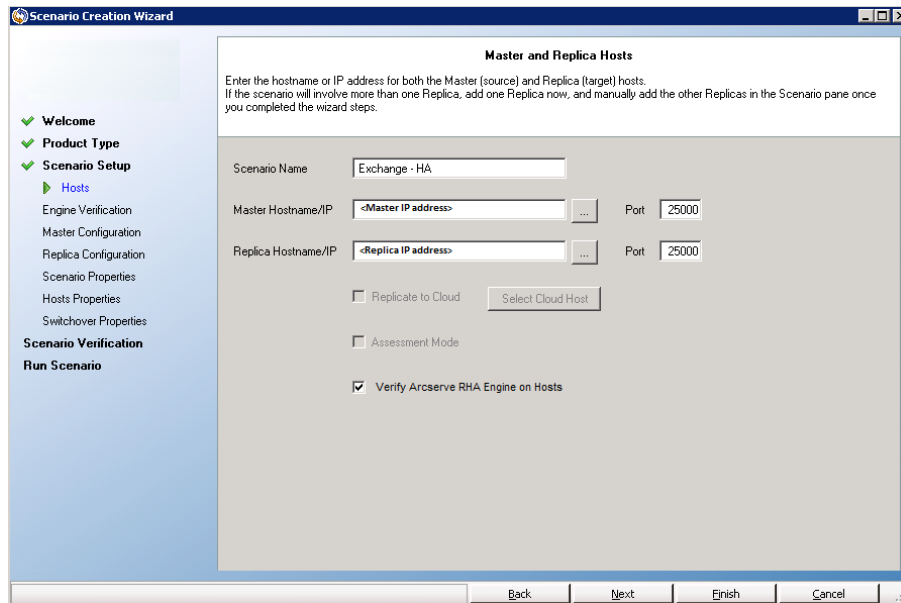 Scenario Creation Wizard
Master and Replica Hosts
Enter the hostname or IP address for both the Master (source) and Replica (target) hosts.
If the scenario will involve more than one Replica, add one Replica now, and manually add the other Replicas in the Scenario pane once
you completed the wizard steps.
Welcome
Product Type
Scenario Setup
Hosts
Engine Verification
Master Configuration
Replica Configuration
Scenario Properties
Hosts Properties
Switchover Properties
Scenario Verification
Run Scenario
Scenario Name Exchange - HA
Master Hostname/IP <Master IP address> ... Port 25000
Replica Hostname/IP <Replica IP address> ... Port 25000
Replicate to Cloud Select Cloud Host
Assessment Mode
Verify Arcserve RHA Engine on Hosts
Back Next Finish Cancel